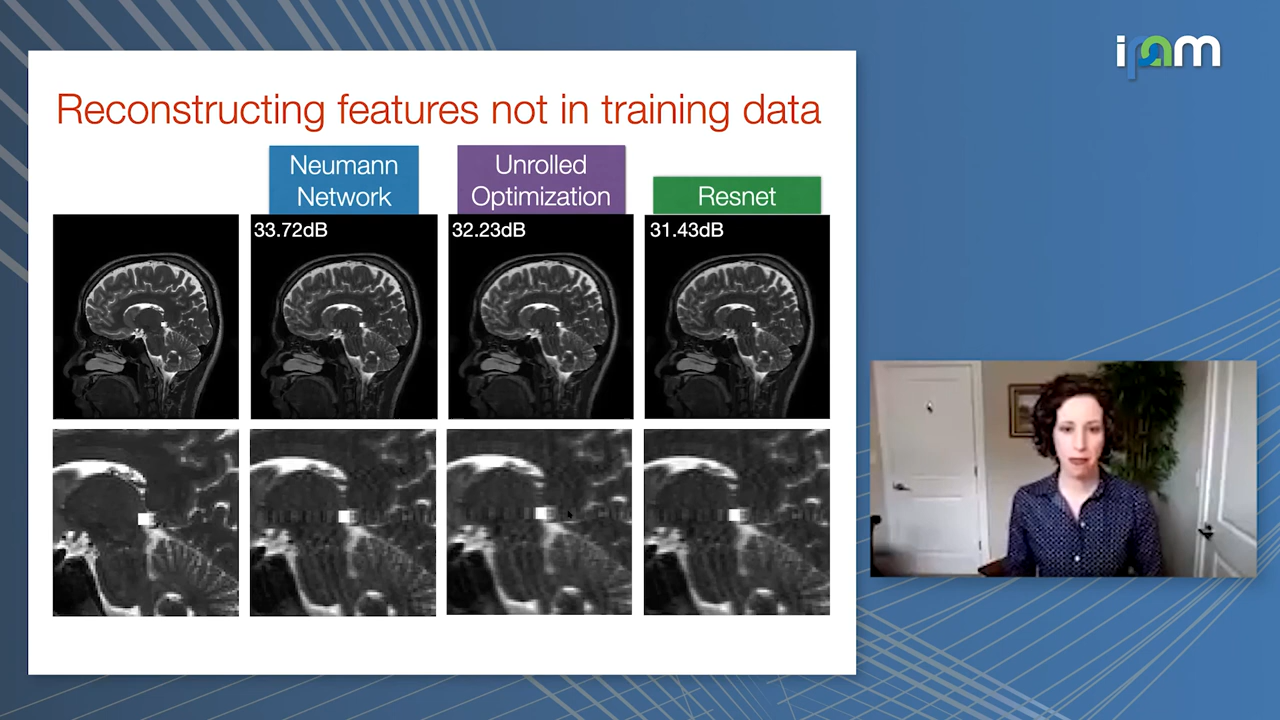 ipam
Reconstructing features not in training data
Neumann
Network
Unrolled
Optimization
Resnet
33.72dB
32.23dB
31.43dB